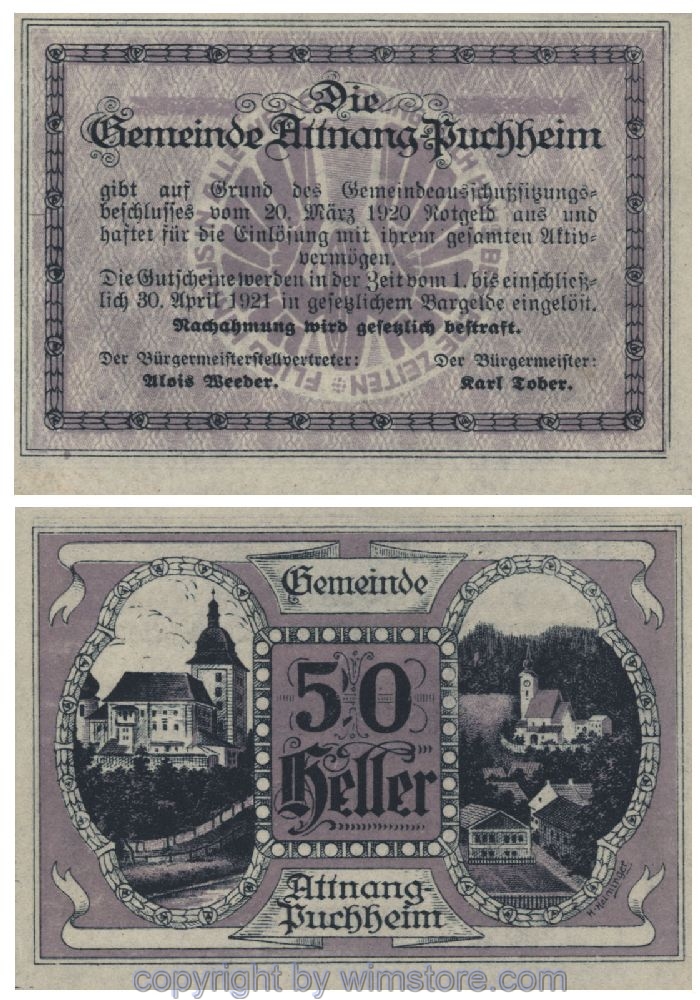 Die
Gemeinde Attnang-Puchheim
gibt auf Grund des Gemeindeausschußsitzungs-
beschlusses vom 20. März 1920 Notgeld aus und
haftet für die Einlösung mit ihrem gesamten Aktiv-
vermögen.
Die Gutscheine werden in der Zeit vom 1. bis einschließ-
lich 30. April 1921 in gesetzlichem Bargelde eingelöst.
Nachahmung wird gesetzlich bestraft.
Der Bürgermeisterstellvertreter: Der Bürgermeister:
Alois Weeder. Karl Tober.
Gemeinde
50
Heller
Attnang-
Puchheim
copyright by wimstore.com